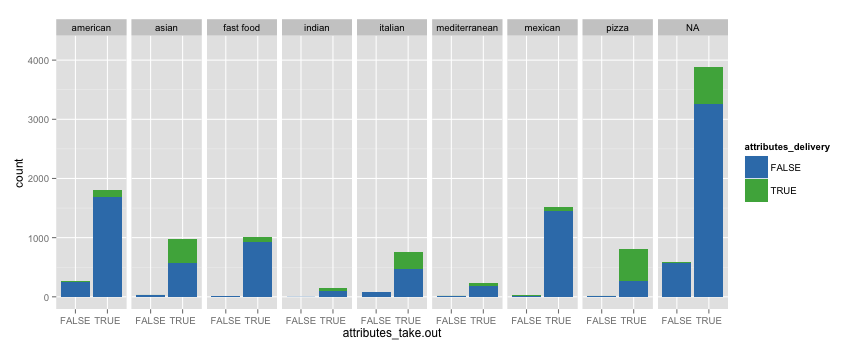 american asian fast food indian italian mediterranean mexican pizza NA
4000
3000
2000
1000
0
count
FALSE TRUE FALSE TRUE FALSE TRUE FALSE TRUE FALSE TRUE FALSE TRUE FALSE TRUE FALSE TRUE FALSE TRUE
attributes_take.out
attributes_delivery
FALSE
TRUE